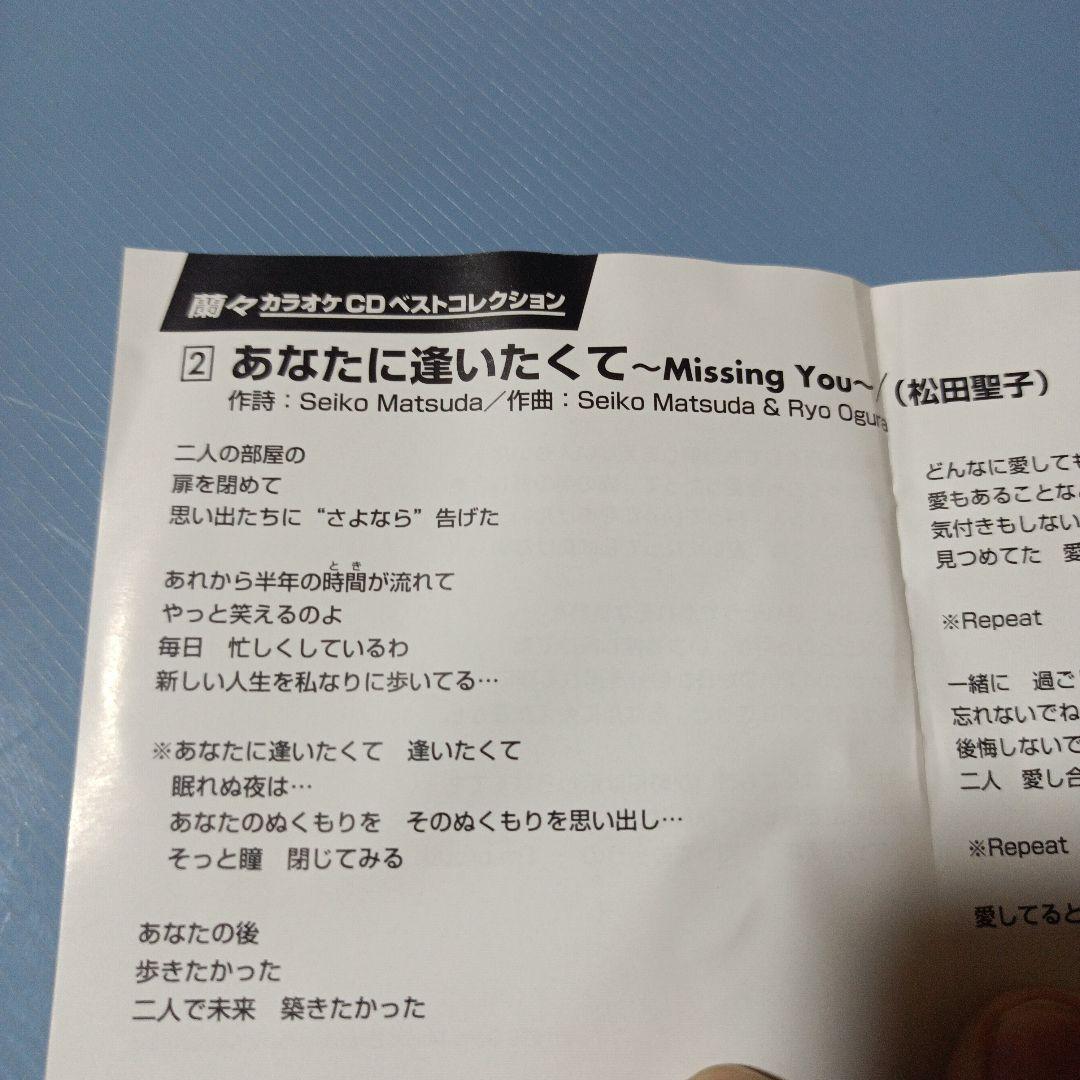 蘭々カラオケCDベストコレクション
2 あなたに逢いたくて〜Missing You〜/(松田聖子)
作詩:Seiko Matsuda/作曲:Seiko Matsuda & Ryo Ogura
二人の部屋の
扉を閉めて
思い出たちに “さよなら” 告げた
とき
あれから半年の時間が流れて
やっと笑えるのよ
毎日 忙しくしているわ
新しい人生を私なりに歩いてる…
※あなたに逢いたくて 逢いたくて
眠れぬ夜は…
あなたのぬくもりを そのぬくもりを思い出し…
そっと瞳 閉じてみる
あなたの後
歩きたかった
二人で未来 築きたかった
どんなに愛しても
愛もあることな
気付きもしない
見つめてた 愛
※Repeat
一緒に 過ご
忘れないでね
後悔しないで
二人 愛し合
※Repeat
愛してると